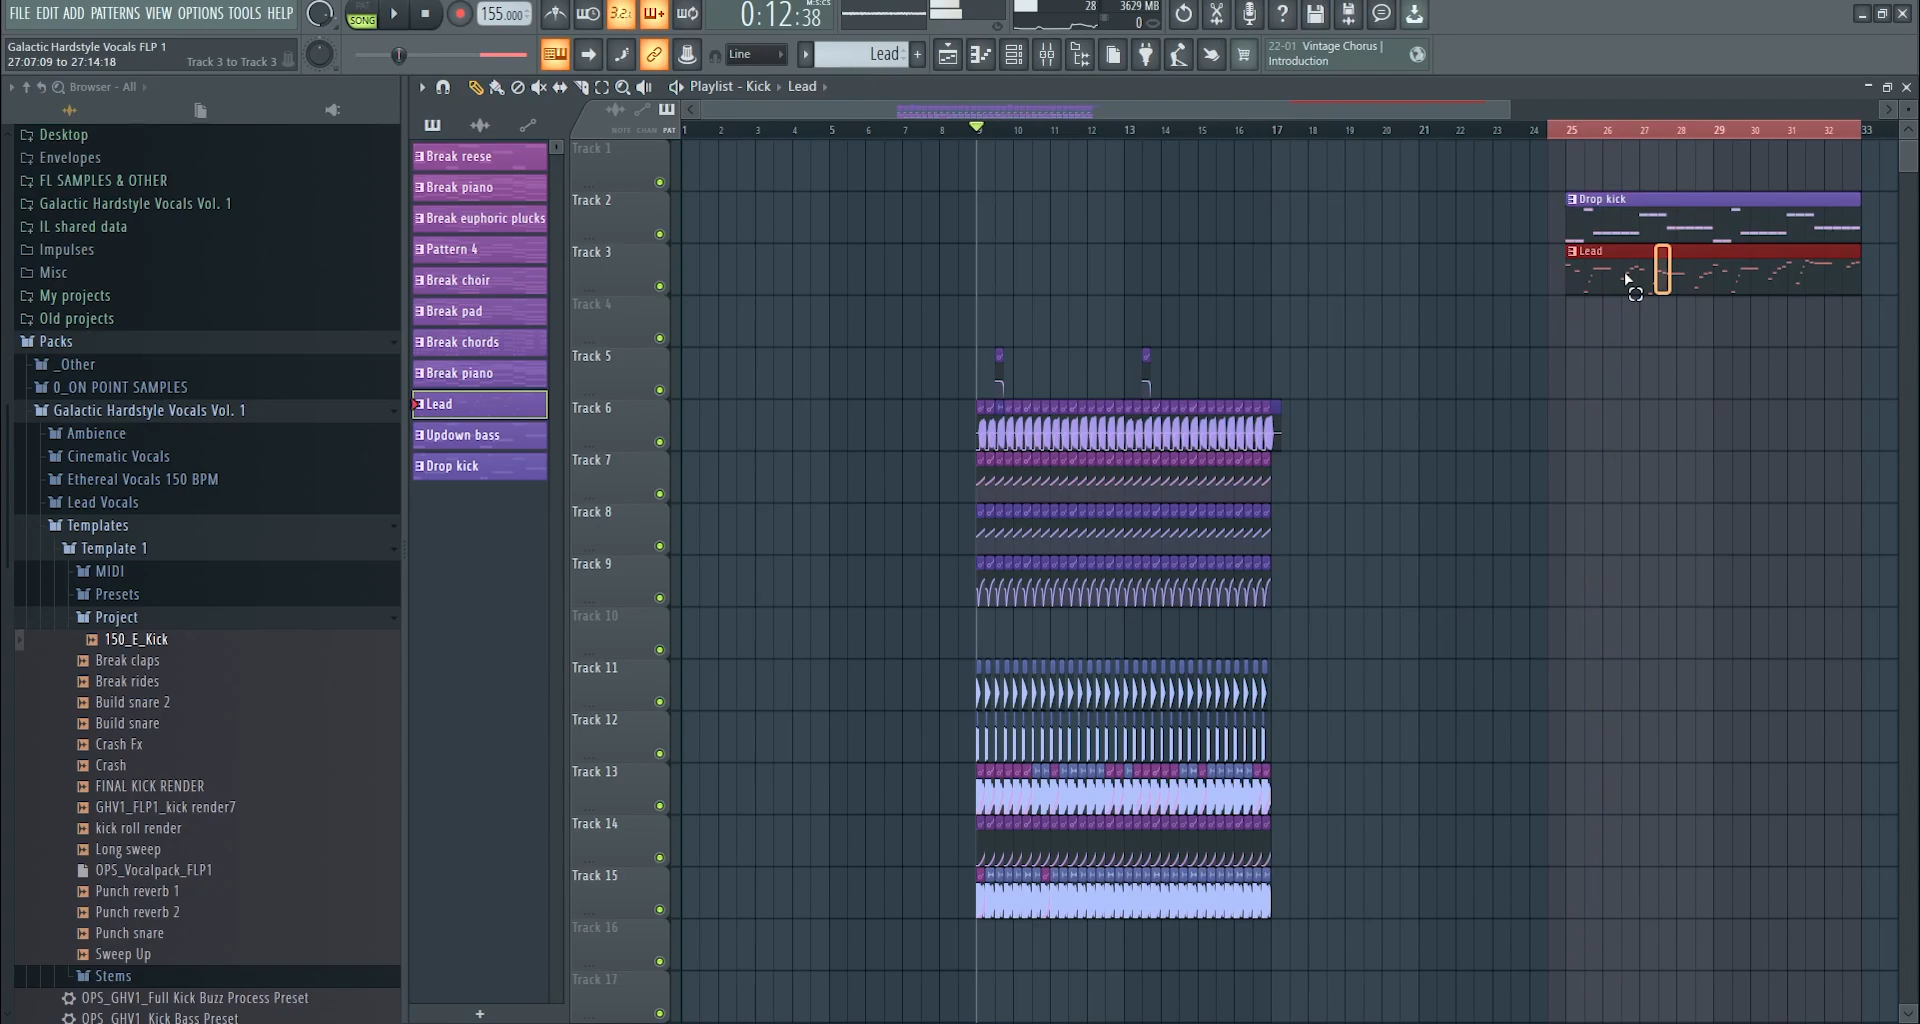 FILE EDIT ADD PATTERNS VIEW OPTIONS TOOLS HELP
PAT
SONG
155.000
3.2.
0:12:38
M:S:CS
28
3629 MB
0
Galactic Hardstyle Vocals FLP 1
27:07:09 to 27:14:18
Track 3 to Track 3
Line
Lead
22-01 Vintage Chorus |
Introduction
Browser - All
Playlist - Kick
Lead
NOTE CHAN PAT
1 2 3 4 5 6 7 8 9 10 11 12 13 14 15 16 17 18 19 20 21 22 23 24 25 26 27 28 29 30 31 32 33
Desktop
Envelopes
FL SAMPLES & OTHER
Galactic Hardstyle Vocals Vol. 1
IL shared data
Impulses
Misc
My projects
Old projects
Packs
_Other
0_ON POINT SAMPLES
Galactic Hardstyle Vocals Vol. 1
Ambience
Cinematic Vocals
Ethereal Vocals 150 BPM
Lead Vocals
Templates
Template 1
MIDI
Presets
Project
150_E_Kick
Break claps
Break rides
Build snare 2
Build snare
Crash Fx
Crash
FINAL KICK RENDER
GHV1_FLP1_kick render7
kick roll render
Long sweep
OPS_Vocalpack_FLP1
Punch reverb 1
Punch reverb 2
Punch snare
Sweep Up
Stems
OPS_GHV1_Full Kick Buzz Process Preset
OPS_GHV1_Kick Bass Preset
Break reese
Break piano
Break euphoric plucks
Pattern 4
Break choir
Break pad
Break chords
Break piano
Lead
Updown bass
Drop kick
+
Track 1
Track 2
Track 3
Track 4
Track 5
Track 6
Track 7
Track 8
Track 9
Track 10
Track 11
Track 12
Track 13
Track 14
Track 15
Track 16
Track 17
Drop kick
Lead